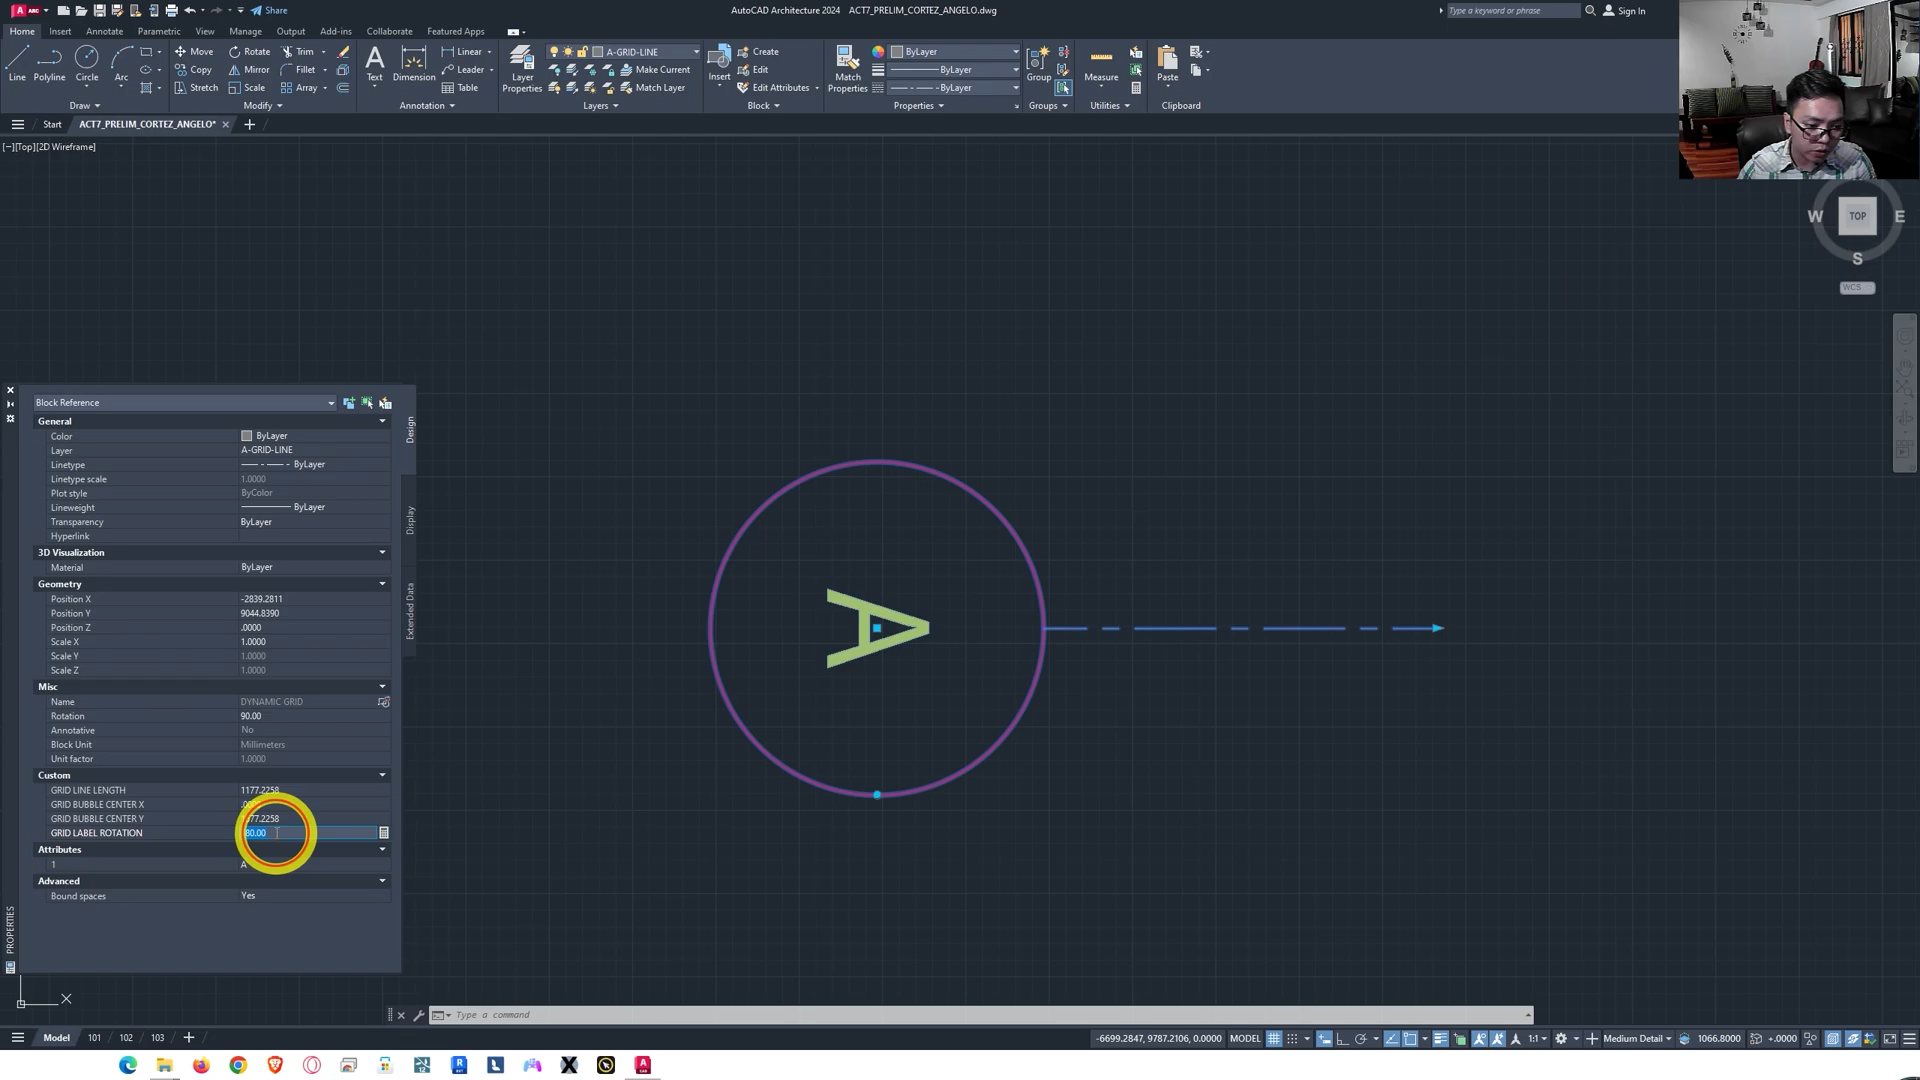 Share
AutoCAD Architecture 2024 ACT7_PRELIM_CORTEZ_ANGELO.dwg
Type a keyword or phrase
Sign In
Home Insert Annotate Parametric View Manage Output Add-ins Collaborate Featured Apps
Line Polyline Circle Arc
Move Rotate Trim
Copy Mirror Fillet
Stretch Scale Array
Text Dimension
Linear
Leader
Table
Layer Properties
A-GRID-LINE
Make Current
Match Layer
Insert
Create
Edit
Edit Attributes
Match Properties
ByLayer
ByLayer
ByLayer
Group Measure Paste
Draw Modify Annotation Layers Block Properties Groups Utilities Clipboard
Start ACT7_PRELIM_CORTEZ_ANGELO*
[−][Top][2D Wireframe]
W TOP E
S
WCS
Block Reference
General
Color ByLayer
Layer A-GRID-LINE
Linetype ByLayer
Linetype scale 1.0000
Plot style ByColor
Lineweight ByLayer
Transparency ByLayer
Hyperlink
3D Visualization
Material ByLayer
Geometry
Position X -2839.2811
Position Y 9044.8390
Position Z .0000
Scale X 1.0000
Scale Y 1.0000
Scale Z 1.0000
Misc
Name DYNAMIC GRID
Rotation 90.00
Annotative No
Block Unit Millimeters
Unit factor 1.0000
Custom
GRID LINE LENGTH 1177.2258
GRID BUBBLE CENTER X
GRID BUBBLE CENTER Y
GRID LABEL ROTATION
Attributes
1 A
Advanced
Bound spaces Yes
Design
Display
Extended Data
PROPERTIES
A
X
Type a command
Model 101 102 103
-6699.2847, 9787.2106, 0.0000 MODEL 1:1 Medium Detail 1066.8000 +.0000